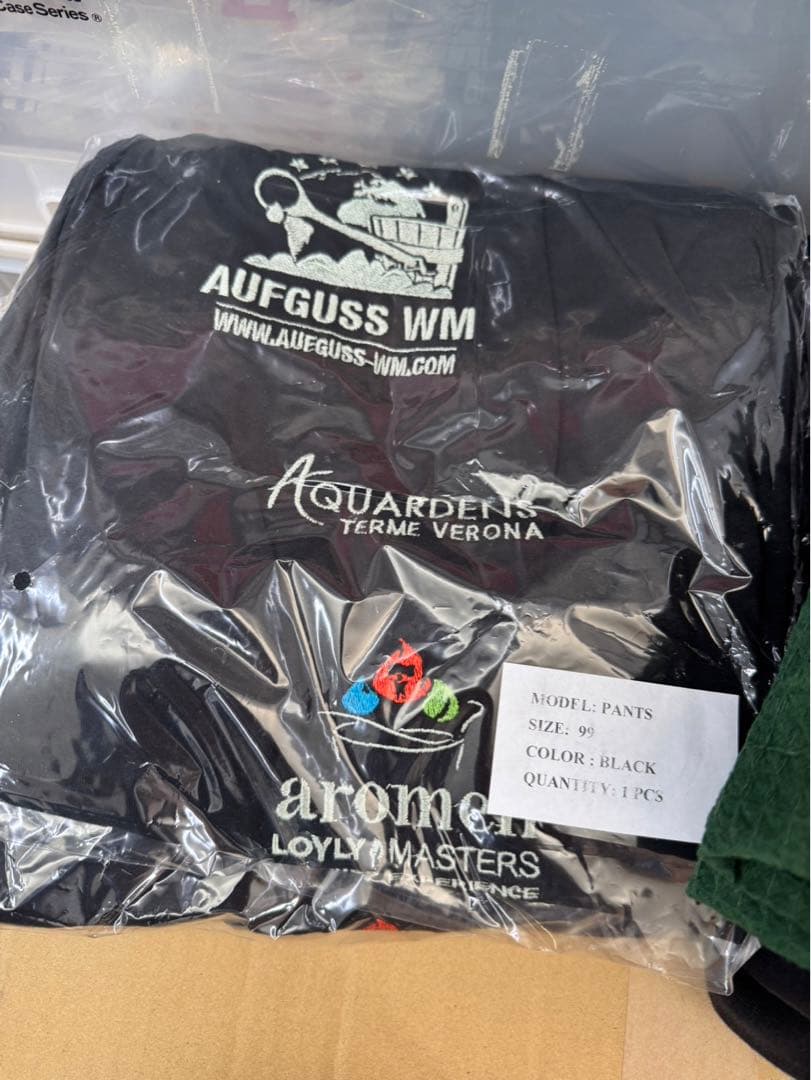 Case Series®
AUFGUSS WM
WWW.AUFGUSS-WM.COM
AQUARDENS
TERME VERONA
MODEL: PANTS
SIZE: 99
COLOR : BLACK
QUANTITY: 1 PCS
LOYLY MASTERS
EXPERIENCE